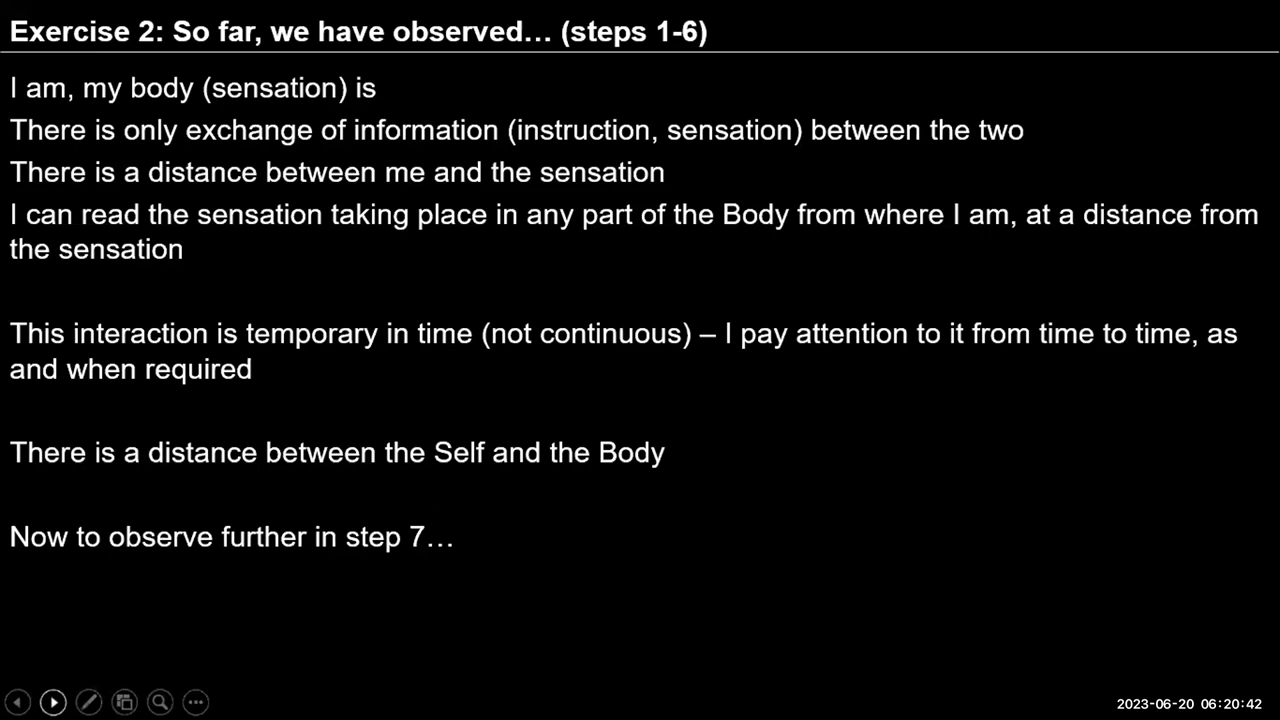 Exercise 2: So far, we have observed… (steps 1-6)
I am, my body (sensation) is
There is only exchange of information (instruction, sensation) between the two
There is a distance between me and the sensation
I can read the sensation taking place in any part of the Body from where I am, at a distance from
the sensation
This interaction is temporary in time (not continuous) – I pay attention to it from time to time, as
and when required
There is a distance between the Self and the Body
Now to observe further in step 7…
2023-06-20 06:20:42